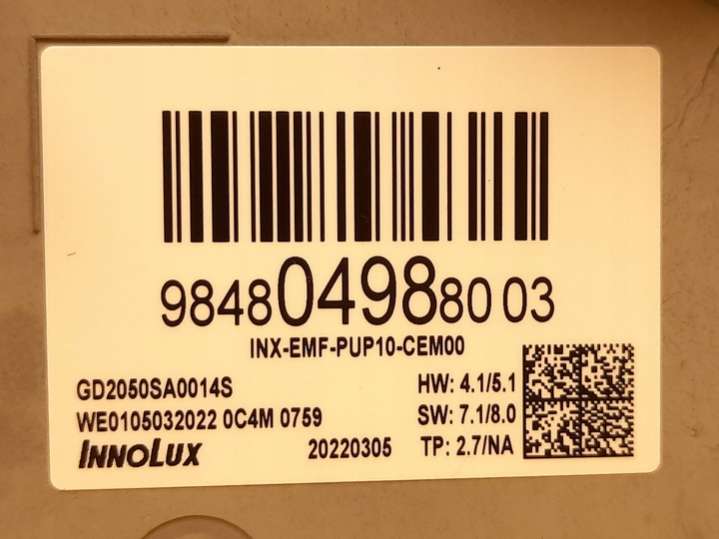 9848049880 03
INX-EMF-PUP10-CEM00
GD2050SA0014S
HW: 4.1/5.1
WE0105032022 0C4M 0759
SW: 7.1/8.0
INNOLUX
20220305
TP: 2.7/NA